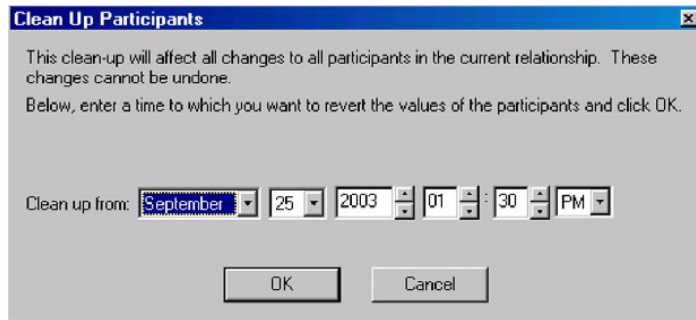 Clean Up Participants
This clean-up will affect all changes to all participants in the current relationship. These
changes cannot be undone.
Below, enter a time to which you want to revert the values of the participants and click OK.
Clean up from: September 25 2003 01 : 30 PM
OK Cancel